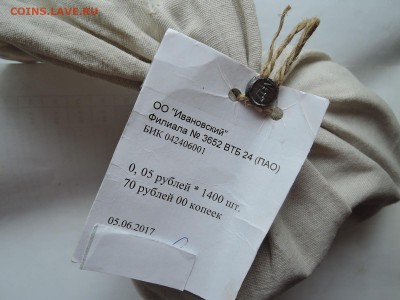 COINS.LAVE.RU
ОО "Ивановский"
Филиала № 3652 ВТБ 24 (ПАО)
БИК 042406001
0, 05 рублей * 1400 шт.
70 рублей 00 копеек
05.06.2017